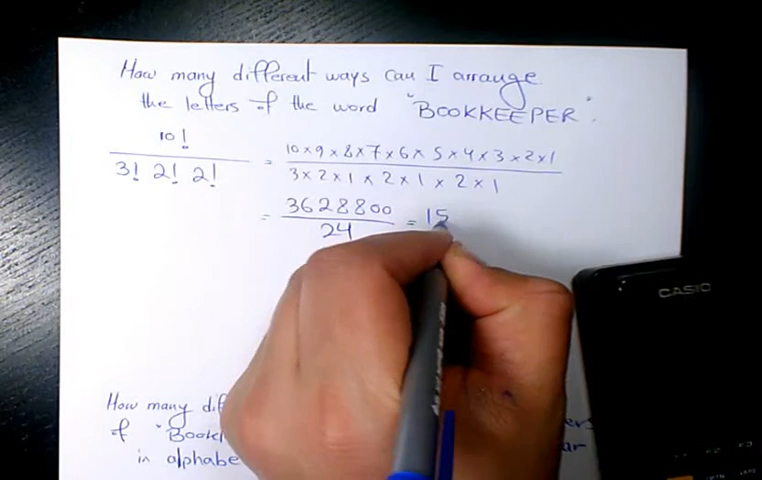 How many different ways can I arrange
the letters of the word "BOOKKEEPER".
10! / 3! 2! 2! = 10×9×8×7×6×5×4×3×2×1 / 3×2×1×2×1×2×1
= 3628800 / 24 = 15
CASIO
How many
of "Book
in alphabe